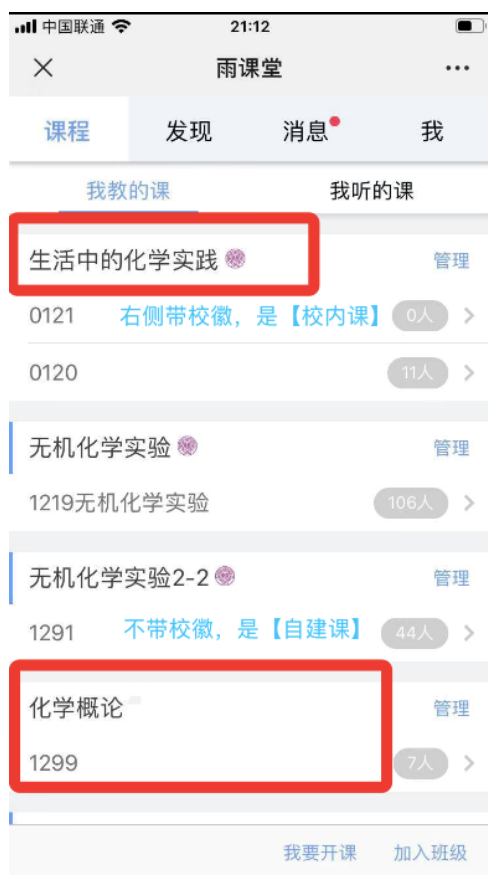 中国联通 21:12
雨课堂
课程 发现 消息 我
我教的课 我听的课
生活中的化学实践 管理
0121 右侧带校徽，是【校内课】 0人
0120 11人
无机化学实验 管理
1219无机化学实验 106人
无机化学实验2-2 管理
1291 不带校徽，是【自建课】 44人
化学概论 管理
1299 7人
我要开课 加入班级